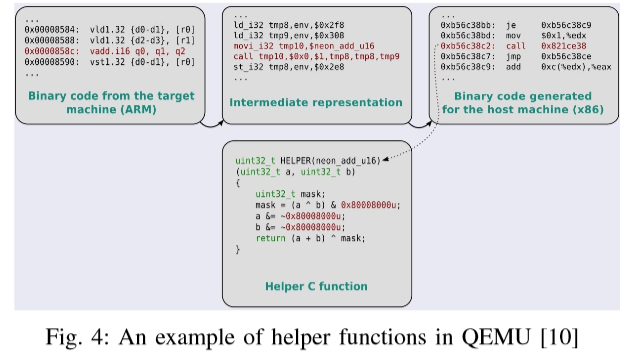 ...
0x00008584: vld1.32 {d0-d1}, [r0]
0x00008588: vld1.32 {d2-d3}, [r1]
0x0000858c: vadd.i16 q0, q1, q2
0x00008590: vst1.32 {d0-d1}, [r0]
...
Binary code from the target
machine (ARM)
...
ld_i32 tmp8,env,$0x2f8
ld_i32 tmp9,env,$0x308
movi_i32 tmp10,$neon_add_u16
call tmp10,$0x0,$1,tmp8,tmp8,tmp9
st_i32 tmp8,env,$0x2e8
...
Intermediate representation
...
0xb56c38bb: je 0xb56c38c9
0xb56c38bd: mov $0x1,%edx
0xb56c38c2: call 0x821ce38
0xb56c38c7: jmp 0xb56c38ce
0xb56c38c9: add 0xc(%edx),%eax
...
Binary code generated
for the host machine (x86)
uint32_t HELPER(neon_add_u16)
(uint32_t a, uint32_t b)
{
uint32_t mask;
mask = (a ^ b) & 0x80008000u;
a &= ~0x80008000u;
b &= ~0x80008000u;
return (a + b) ^ mask;
}
Helper C function
Fig. 4: An example of helper functions in QEMU [10]